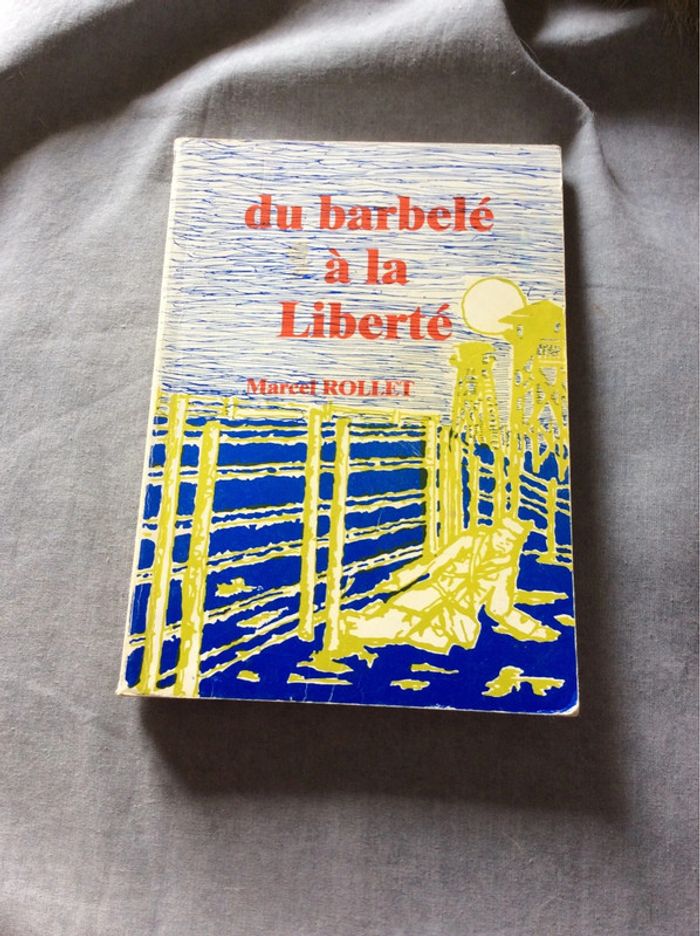 du barbelé
à la
Liberté
Marcel ROLLET